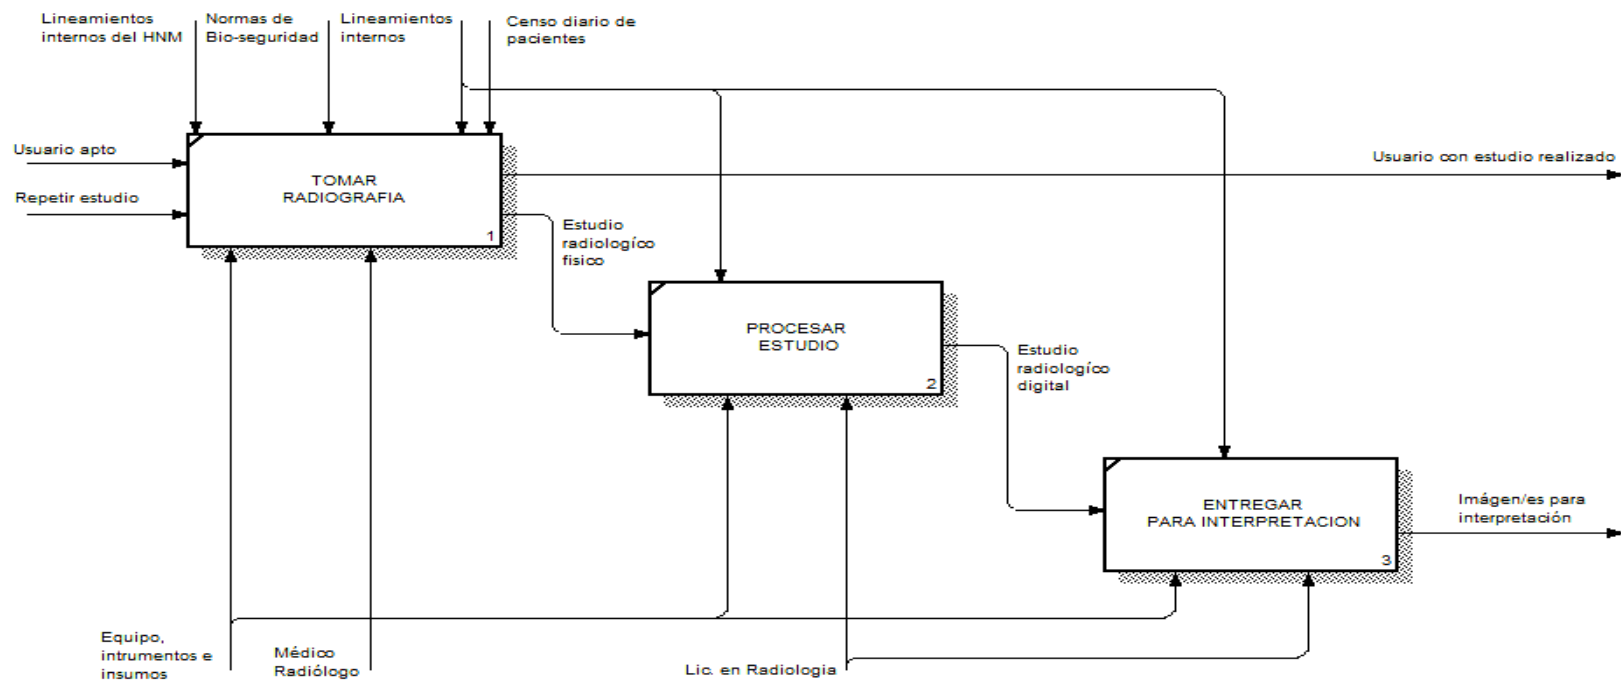 Lineamientos
internos del HNM
Normas de
Bio-seguridad
Lineamientos
internos
Censo diario de
pacientes
Usuario apto
Repetir estudio
TOMAR
RADIOGRAFIA
1
Usuario con estudio realizado
Estudio
radiologíco
fisico
PROCESAR
ESTUDIO
2
Estudio
radiologíco
digital
ENTREGAR
PARA INTERPRETACION
3
Imágen/es para
interpretación
Equipo,
intrumentos e
insumos
Médico
Radiólogo
Lic. en Radiologia